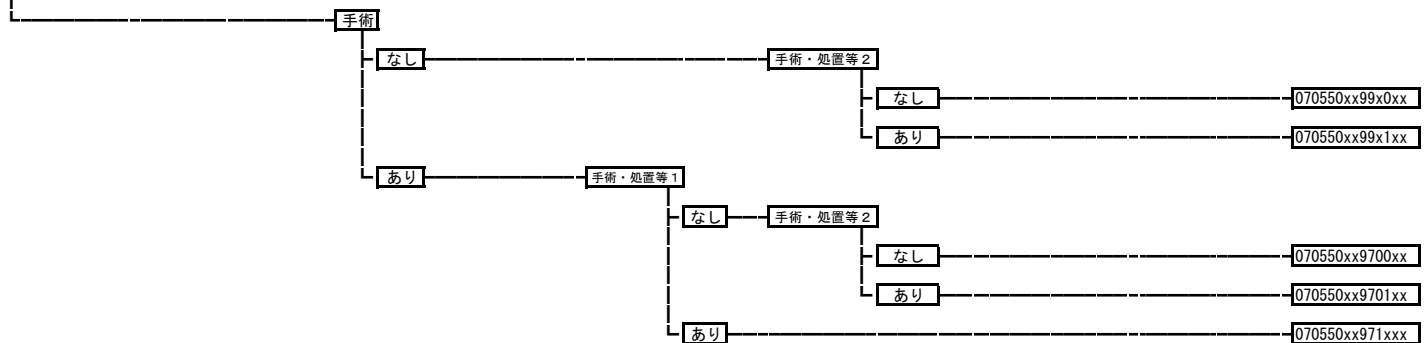 手術
なし 手術・処置等2
なし 070550xx99x0xx
あり 070550xx99x1xx
あり 手術・処置等1
なし 手術・処置等2
なし 070550xx9700xx
あり 070550xx9701xx
あり 070550xx971xxx